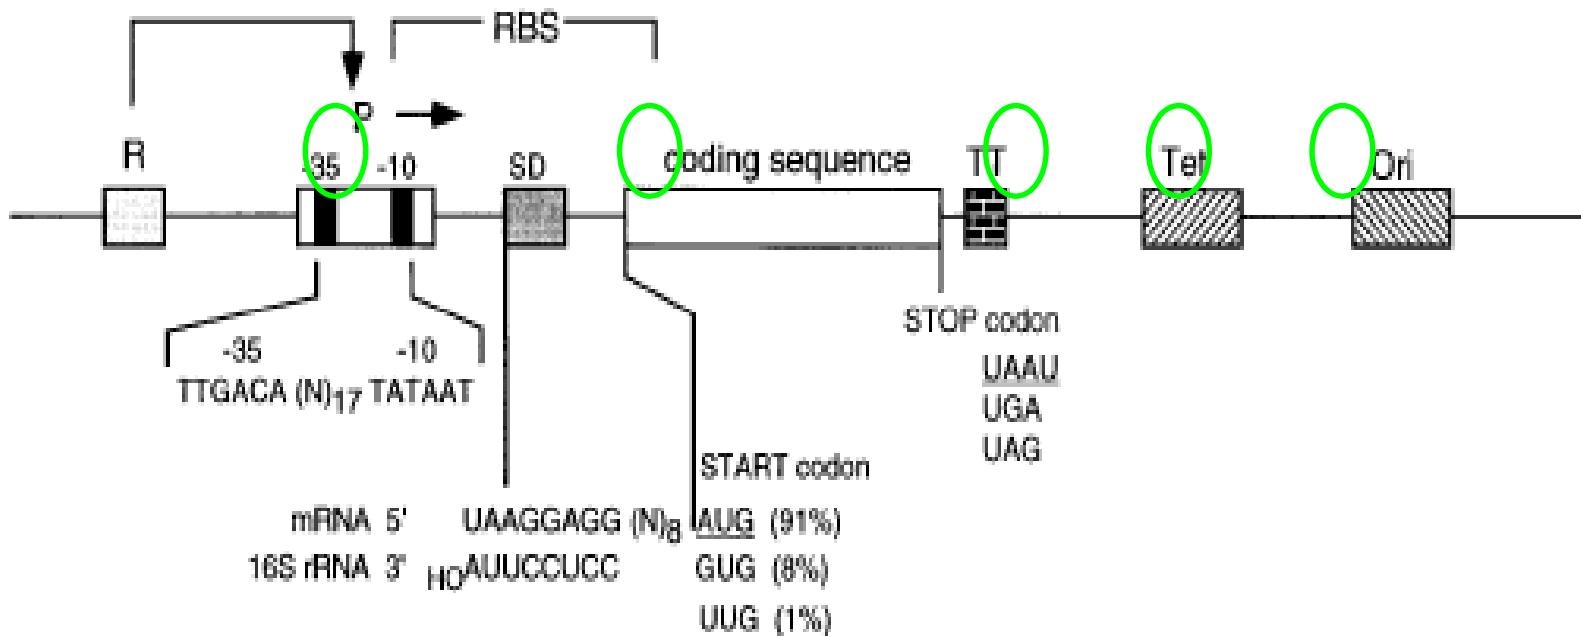 RBS
P
R -35 -10 SD coding sequence TT Tet Ori
STOP codon
-35 -10
UAAU
TTGACA (N)17 TATAAT
UGA
UAG
START codon
mRNA 5' UAAGGAGG (N)8 AUG (91%)
16S rRNA 3' HOAUUCCUCC GUG (8%)
UUG (1%)